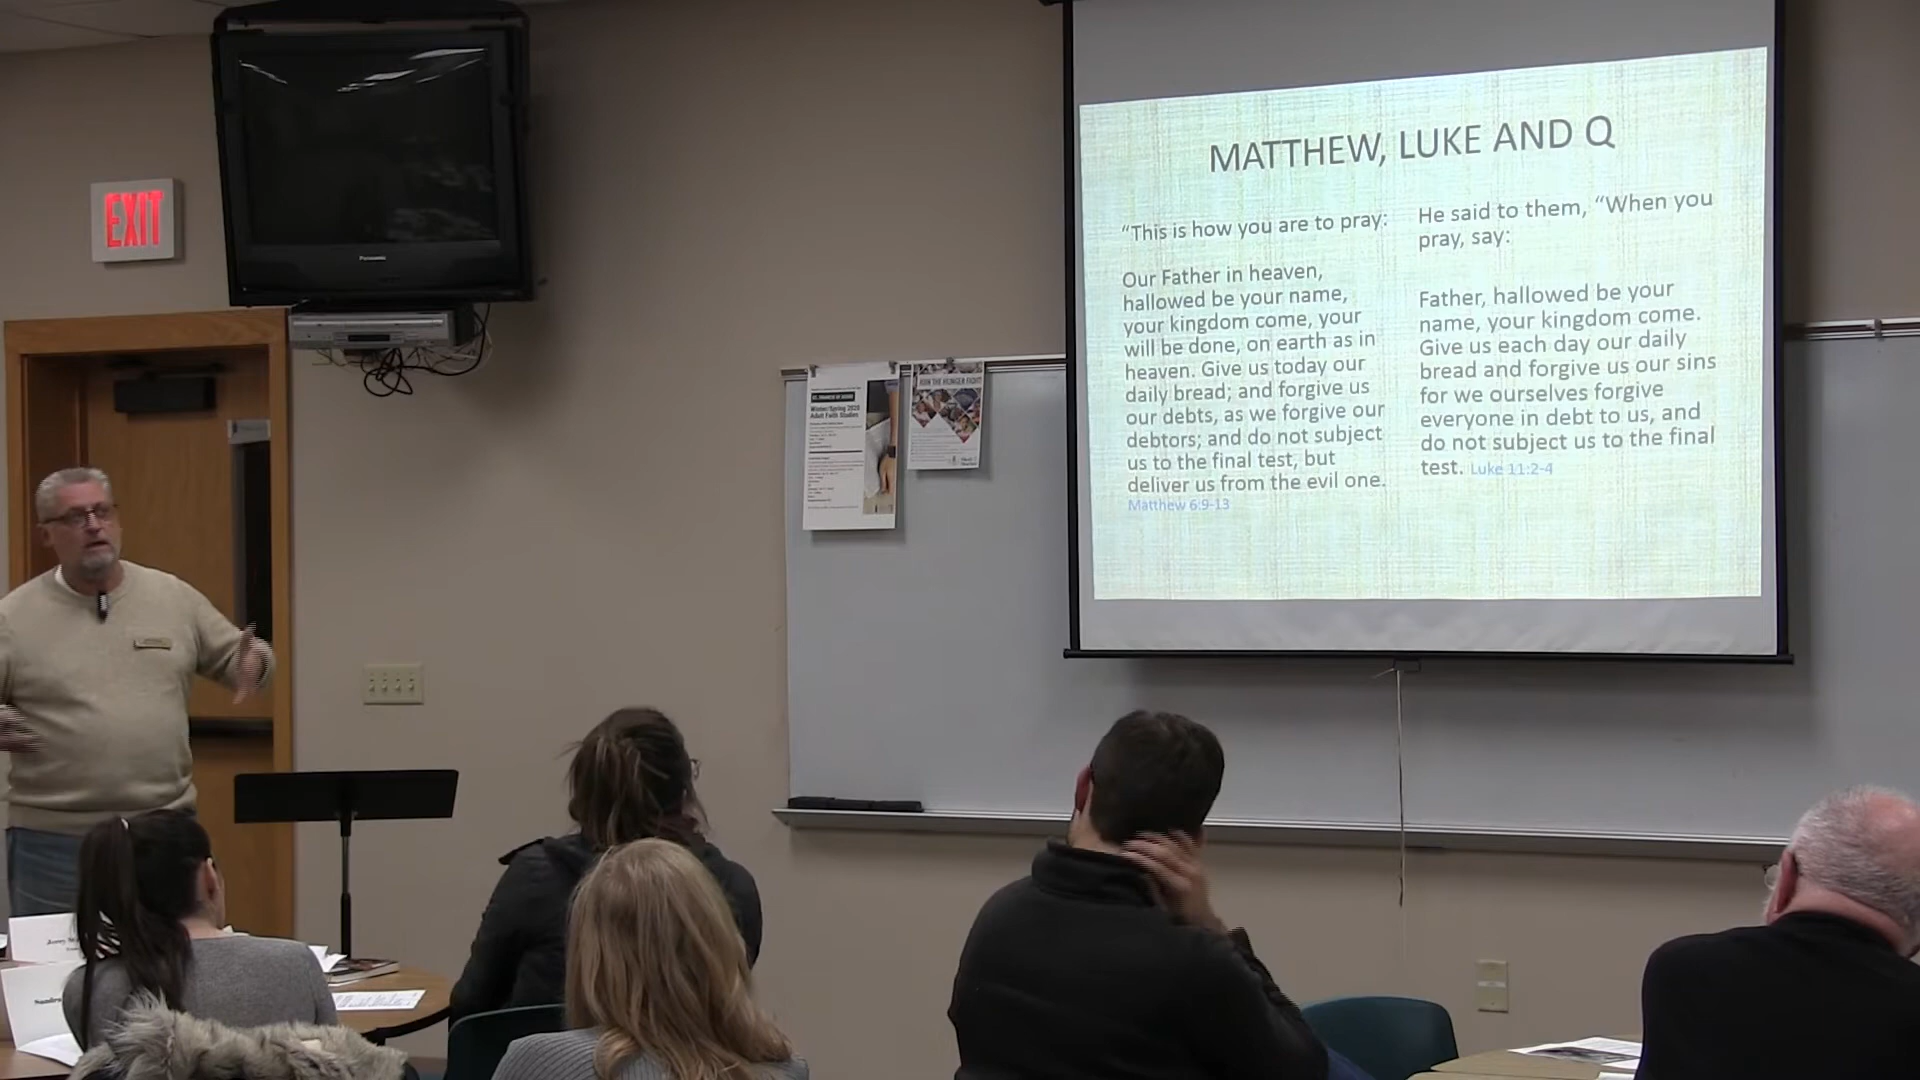 EXIT
Panasonic
MATTHEW, LUKE AND Q
“This is how you are to pray:
Our Father in heaven,
hallowed be your name,
your kingdom come, your
will be done, on earth as in
heaven. Give us today our
daily bread; and forgive us
our debts, as we forgive our
debtors; and do not subject
us to the final test, but
deliver us from the evil one.
Matthew 6:9-13
He said to them, “When you
pray, say:
Father, hallowed be your
name, your kingdom come.
Give us each day our daily
bread and forgive us our sins
for we ourselves forgive
everyone in debt to us, and
do not subject us to the final
test. Luke 11:2-4
Winter/Spring 2020
Adult Faith Studies
JOIN THE HUNGER FIGHT
Sandra